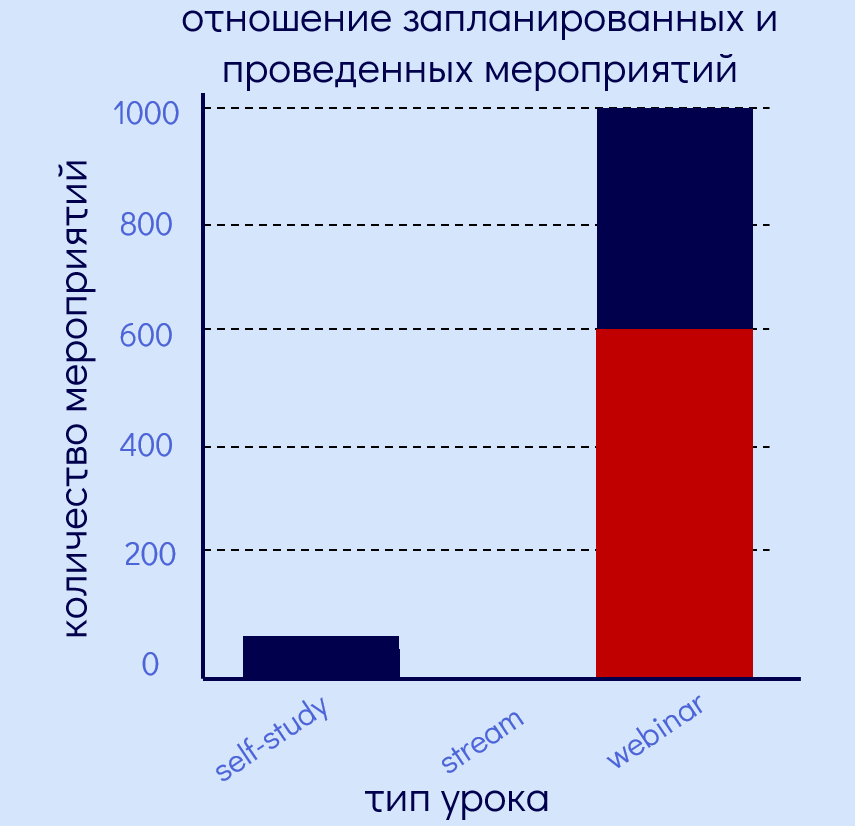 отношение запланированных и
проведенных мероприятий
количество мероприятий
1000
800
600
400
200
0
self-study
stream
webinar
тип урока